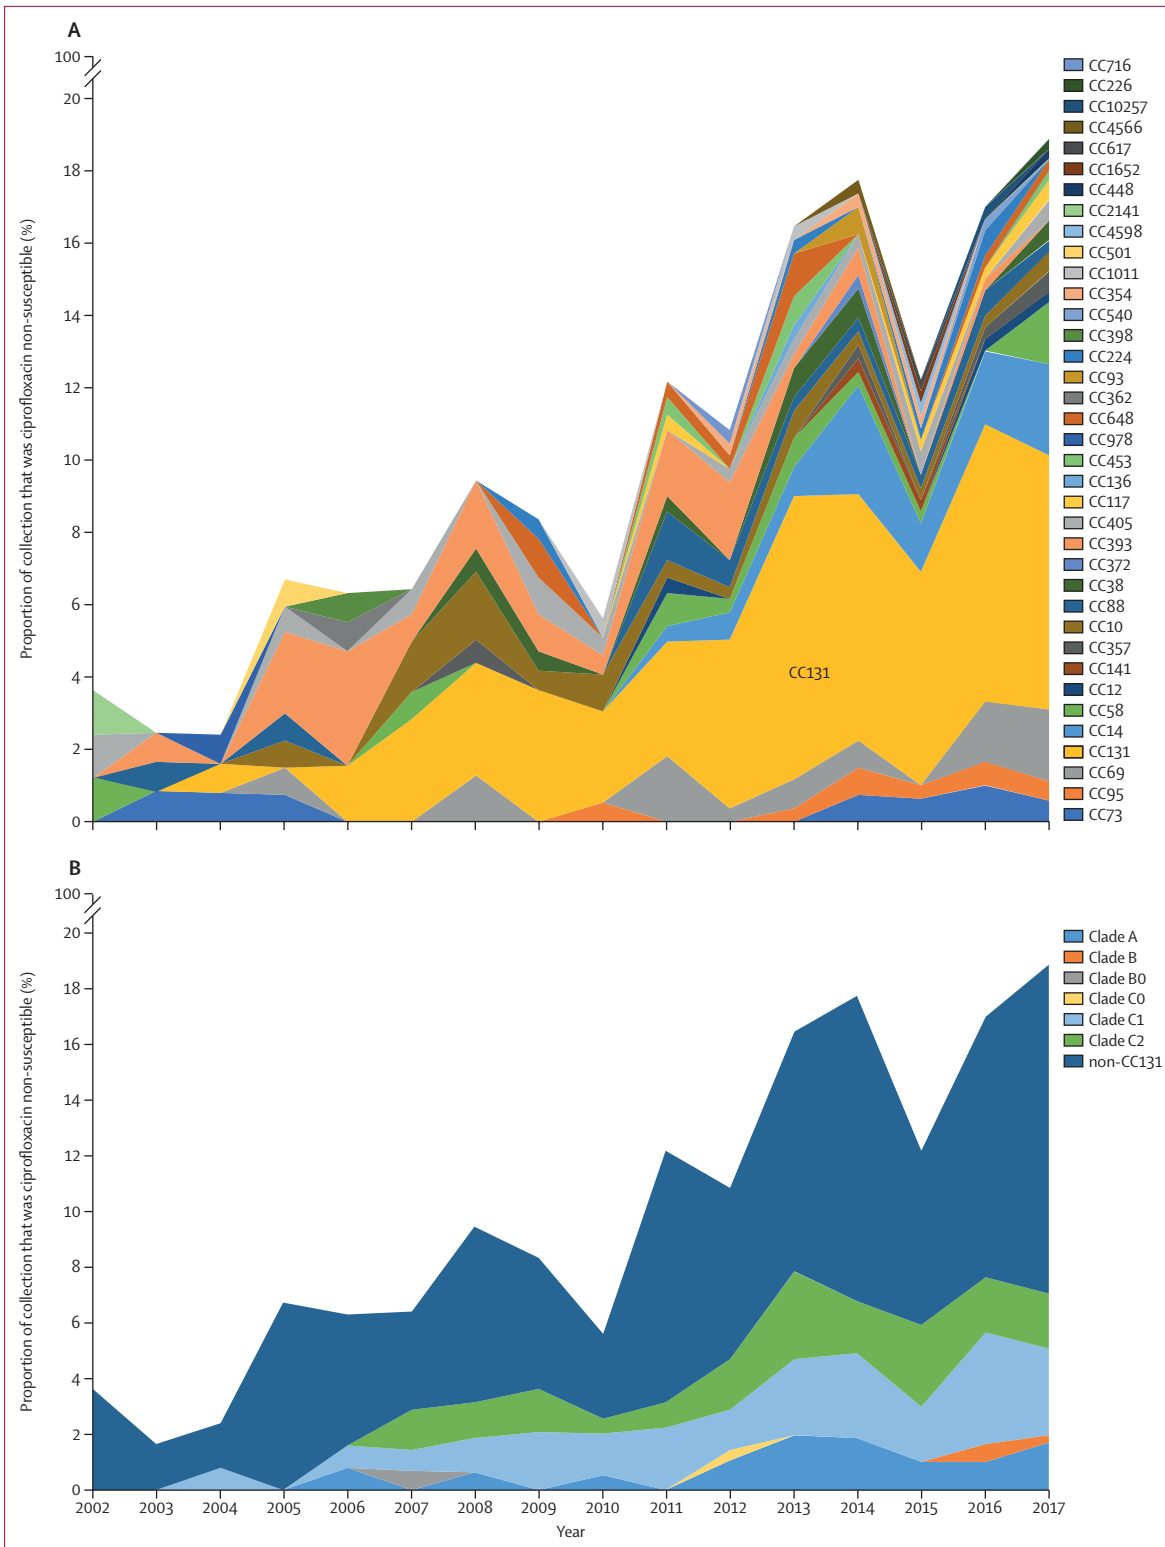 A
100
20
18
16
14
12
10
8
6
4
2
0
Proportion of collection that was ciprofloxacin non-susceptible (%)
CC131
CC716
CC226
CC10257
CC4566
CC617
CC1652
CC448
CC2141
CC4598
CC501
CC1011
CC354
CC540
CC398
CC224
CC93
CC362
CC648
CC978
CC453
CC136
CC117
CC405
CC393
CC372
CC38
CC88
CC10
CC357
CC141
CC12
CC58
CC14
CC131
CC69
CC95
CC73
B
100
20
18
16
14
12
10
8
6
4
2
0
Proportion of collection that was ciprofloxacin non-susceptible (%)
Clade A
Clade B
Clade B0
Clade C0
Clade C1
Clade C2
non-CC131
2002 2003 2004 2005 2006 2007 2008 2009 2010 2011 2012 2013 2014 2015 2016 2017
Year